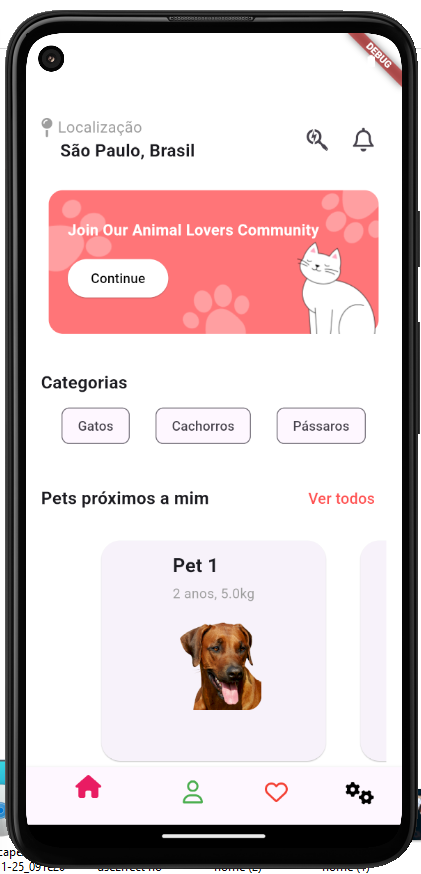 DEBUG
Localização
São Paulo, Brasil
Join Our Animal Lovers Community
Continue
Categorias
Gatos
Cachorros
Pássaros
Pets próximos a mim
Ver todos
Pet 1
2 anos, 5.0kg